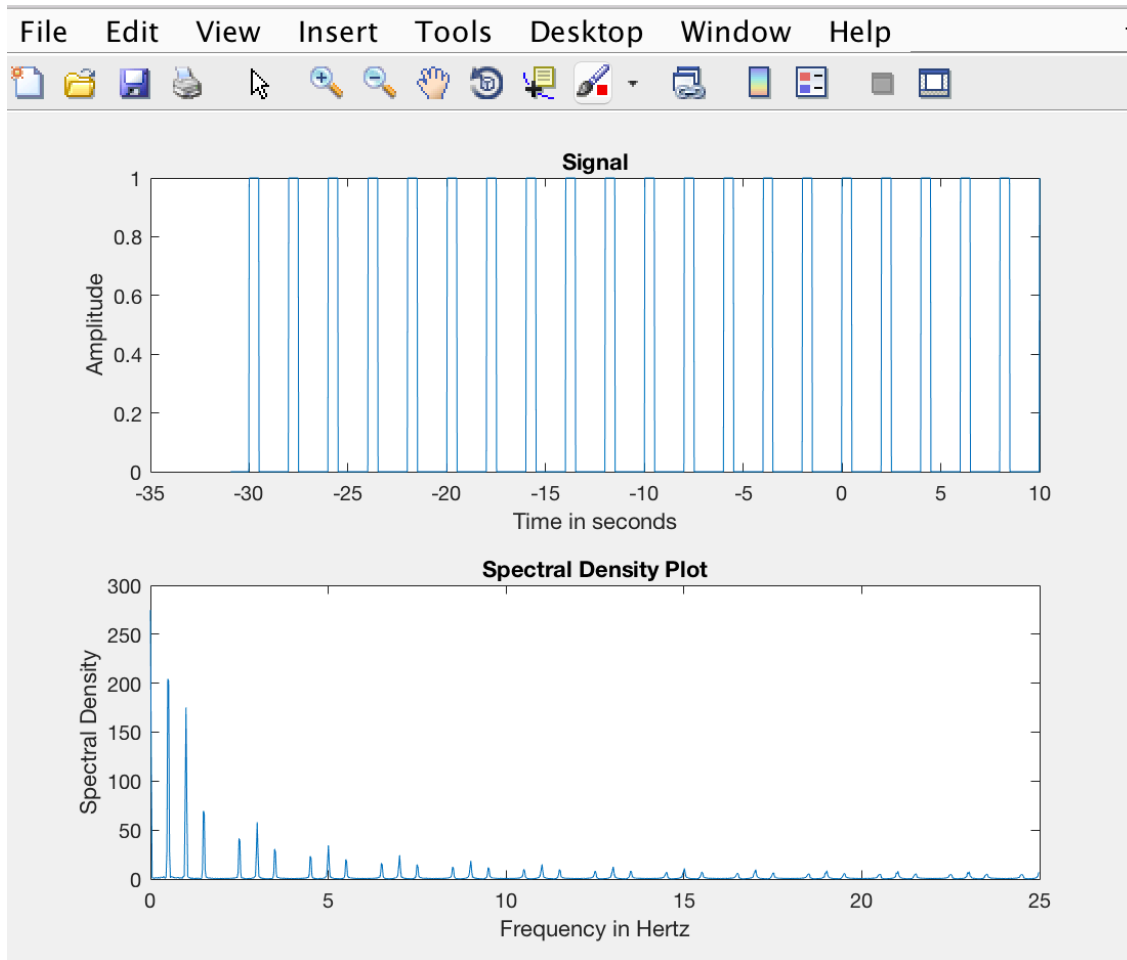 File Edit View Insert Tools Desktop Window Help
Signal
Amplitude
1
0.8
0.6
0.4
0.2
0
-35 -30 -25 -20 -15 -10 -5 0 5 10
Time in seconds
Spectral Density Plot
Spectral Density
300
250
200
150
100
50
0
0 5 10 15 20 25
Frequency in Hertz